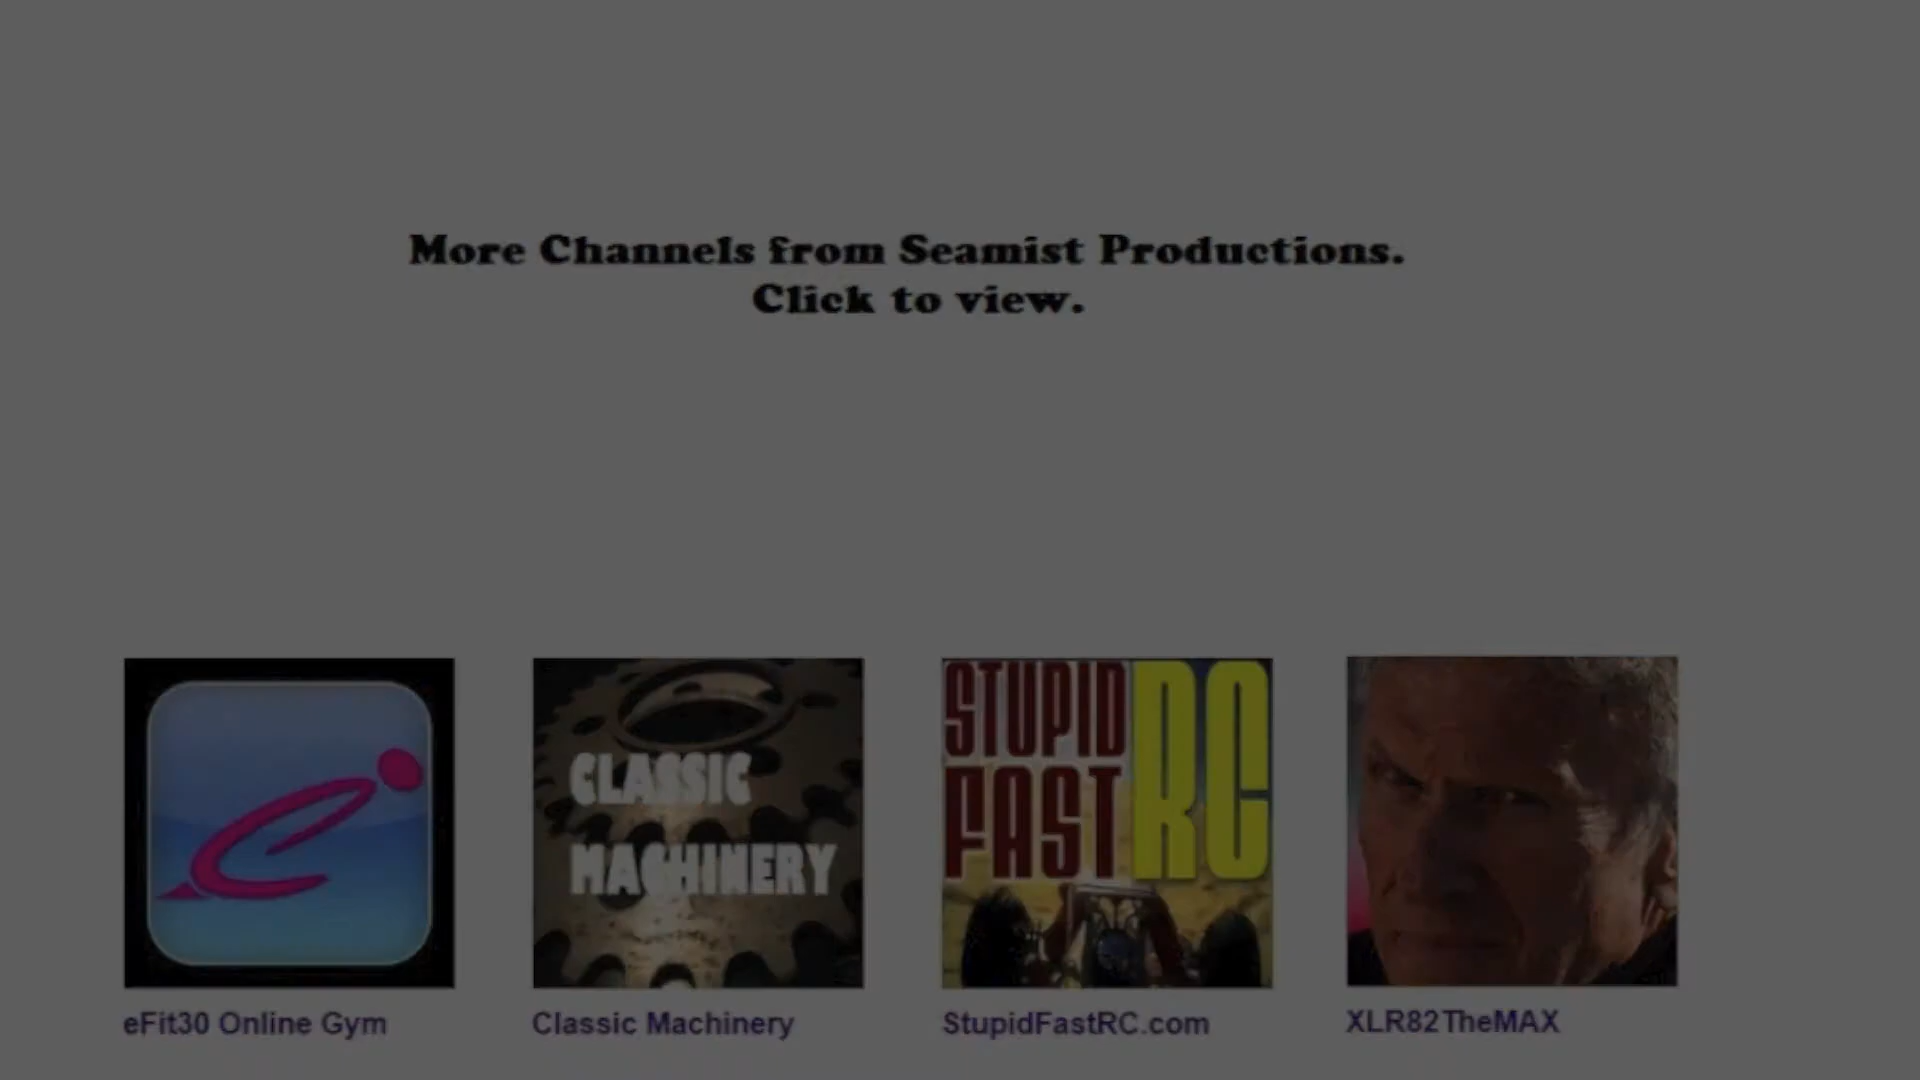 More Channels from Seamist Productions.
Click to view.
CLASSIC
MACHINERY
STUPID
FAST
RC
eFit30 Online Gym
Classic Machinery
StupidFastRC.com
XLR82TheMAX